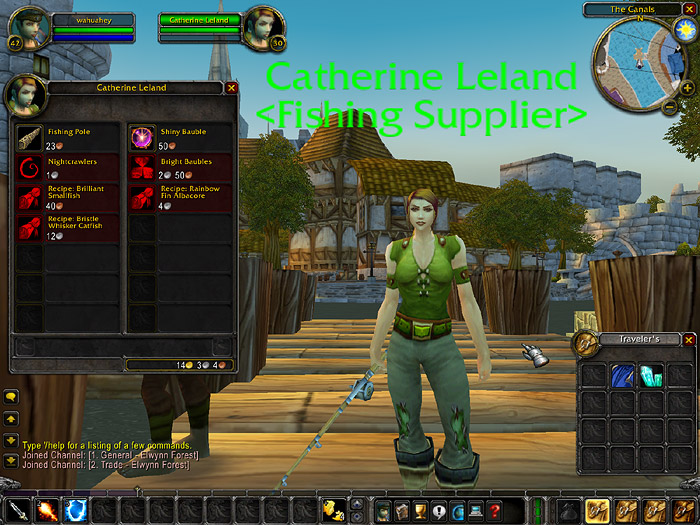 The Canals
N
wahuahey
42
Catherine Leland
30
Catherine Leland
Catherine Leland
<Fishing Supplier>
Fishing Pole
23
Shiny Bauble
50
Nightcrawlers
1
Bright Baubles
2 50
Recipe: Brilliant
Smallfish
40
Recipe: Rainbow
Fin Albacore
4
Recipe: Bristle
Whisker Catfish
12
14 3 4
Traveler's
Type '/help' for a listing of a few commands.
Joined Channel: [1. General - Elwynn Forest]
Joined Channel: [2. Trade - Elwynn Forest]